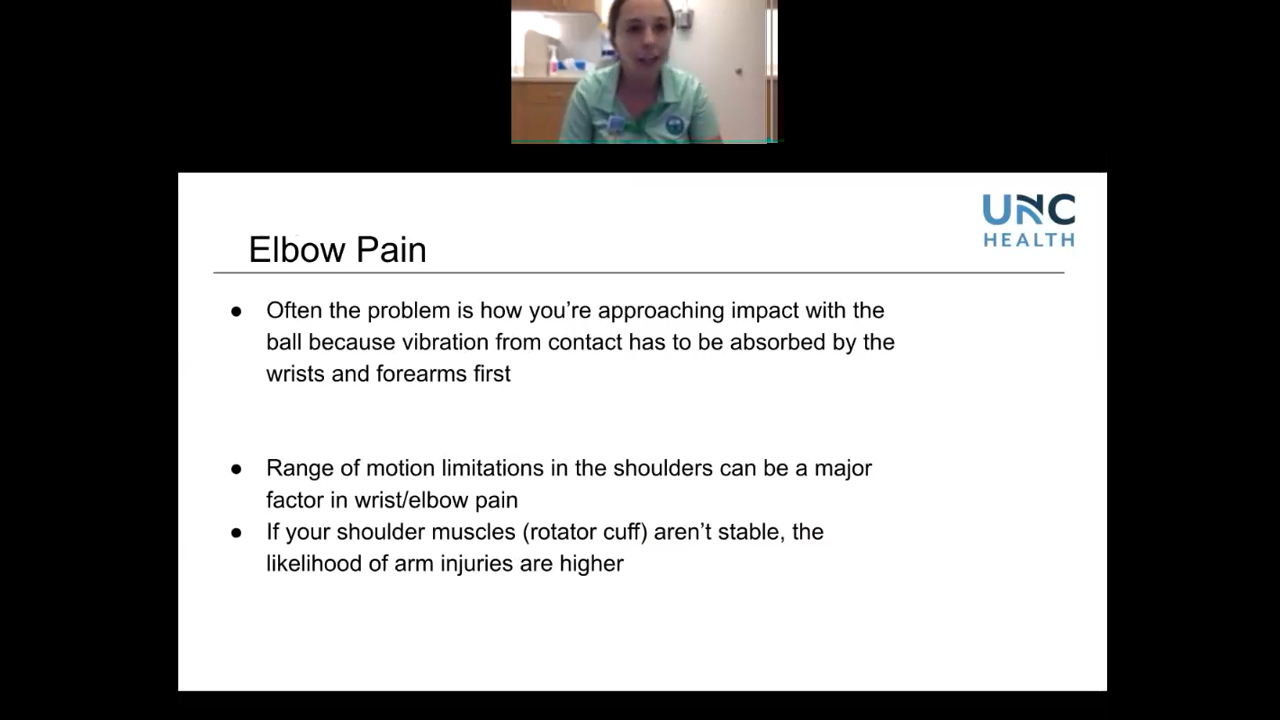 UNC
HEALTH
Elbow Pain
● Often the problem is how you’re approaching impact with the
ball because vibration from contact has to be absorbed by the
wrists and forearms first
● Range of motion limitations in the shoulders can be a major
factor in wrist/elbow pain
● If your shoulder muscles (rotator cuff) aren’t stable, the
likelihood of arm injuries are higher